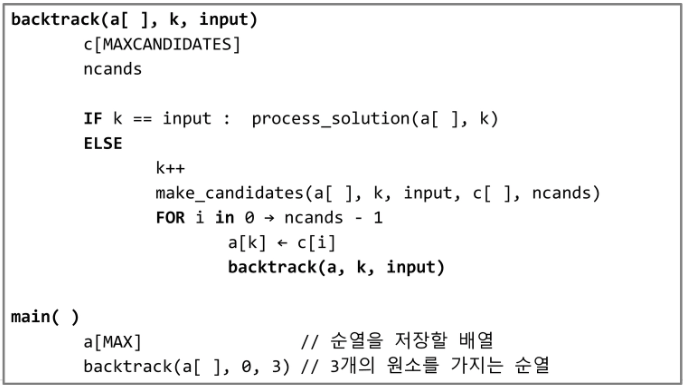 backtrack(a[ ], k, input)
c[MAXCANDIDATES]
ncands
IF k == input :  process_solution(a[ ], k)
ELSE
k++
make_candidates(a[ ], k, input, c[ ], ncands)
FOR i in 0 → ncands - 1
a[k] ← c[i]
backtrack(a, k, input)
main( )
a[MAX] // 순열을 저장할 배열
backtrack(a[ ], 0, 3) // 3개의 원소를 가지는 순열